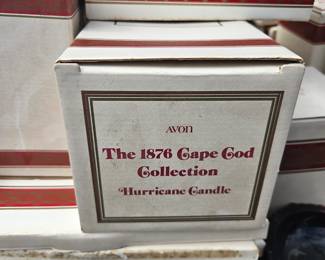 AVON
The 1876 Cape Cod
Collection
Hurricane Candle